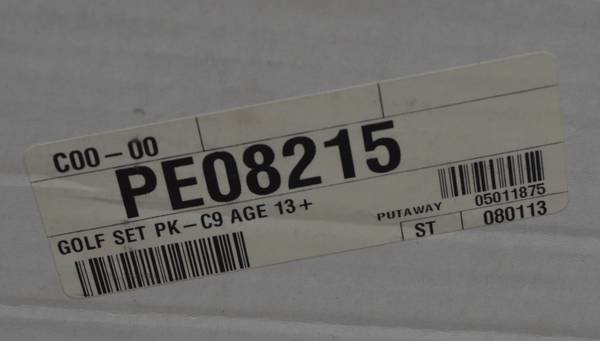 C00-00
PE08215
GOLF SET PK-C9 AGE 13+
PUTAWAY
05011875
ST
080113